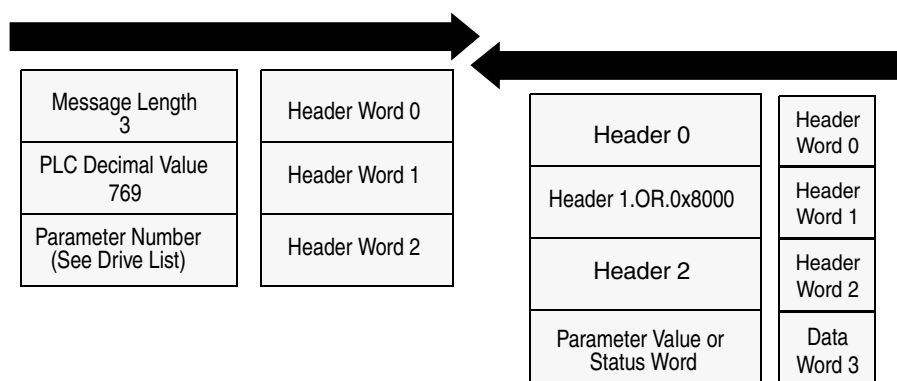 Message Length
3
Header Word 0
PLC Decimal Value
769
Header Word 1
Parameter Number
(See Drive List)
Header Word 2
Header 0
Header
Word 0
Header 1.OR.0x8000
Header
Word 1
Header 2
Header
Word 2
Parameter Value or
Status Word
Data
Word 3